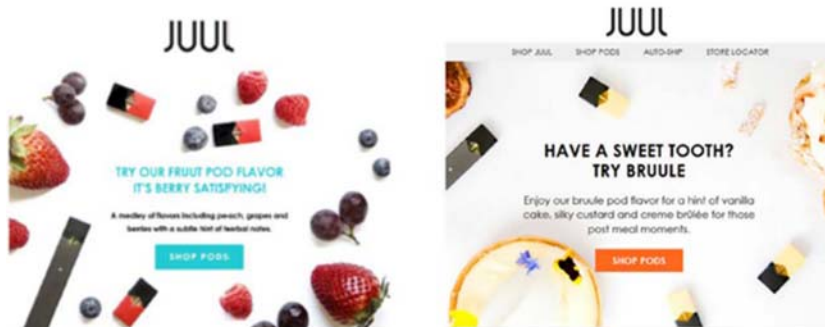 JUUL
TRY OUR FRUUT POD FLAVOR
IT'S BERRY SATISFYING!
A medley of flavors including peach, grapes and
berries with a subtle hint of herbal notes.
SHOP PODS
JUUL
SHOP JUUL SHOP PODS AUTO-SHIP STORE LOCATOR
HAVE A SWEET TOOTH?
TRY BRUULE
Enjoy our bruule pod flavor for a hint of vanilla
cake, silky custard and creme brûlée for those
post meal moments.
SHOP PODS